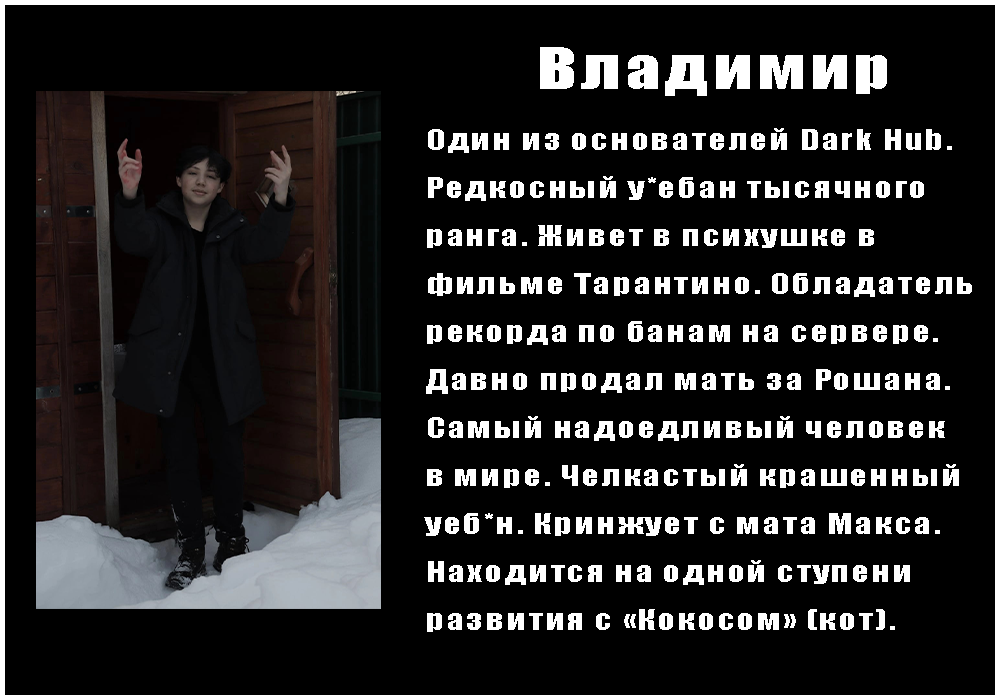 Владимир
Один из основателей Dark Hub.
Редкосный у*ебан тысячного
ранга. Живет в психушке в
фильме Тарантино. Обладатель
рекорда по банам на сервере.
Давно продал мать за Рошана.
Самый надоедливый человек
в мире. Челкастый крашенный
уеб*н. Кринжует с мата Макса.
Находится на одной ступени
развития с «Кокосом» (кот).